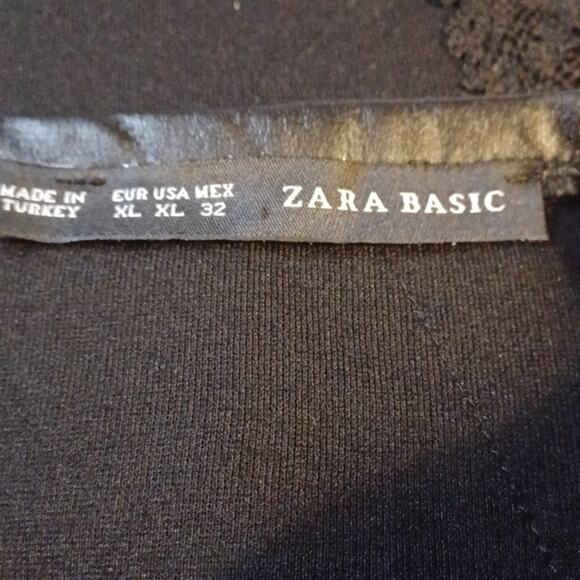 MADE IN
TURKEY
EUR USA MEX
XL XL 32
ZARA BASIC